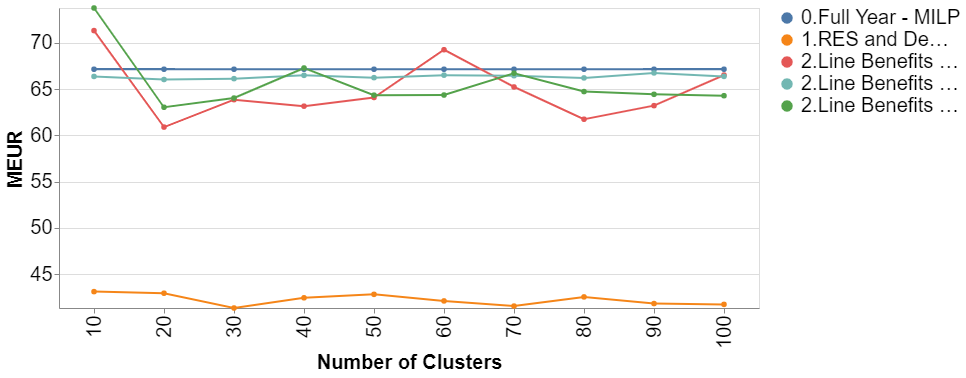 MEUR
70
65
60
55
50
45
10
20
30
40
50
60
70
80
90
100
Number of Clusters
0.Full Year - MILP
1.RES and De…
2.Line Benefits …
2.Line Benefits …
2.Line Benefits …